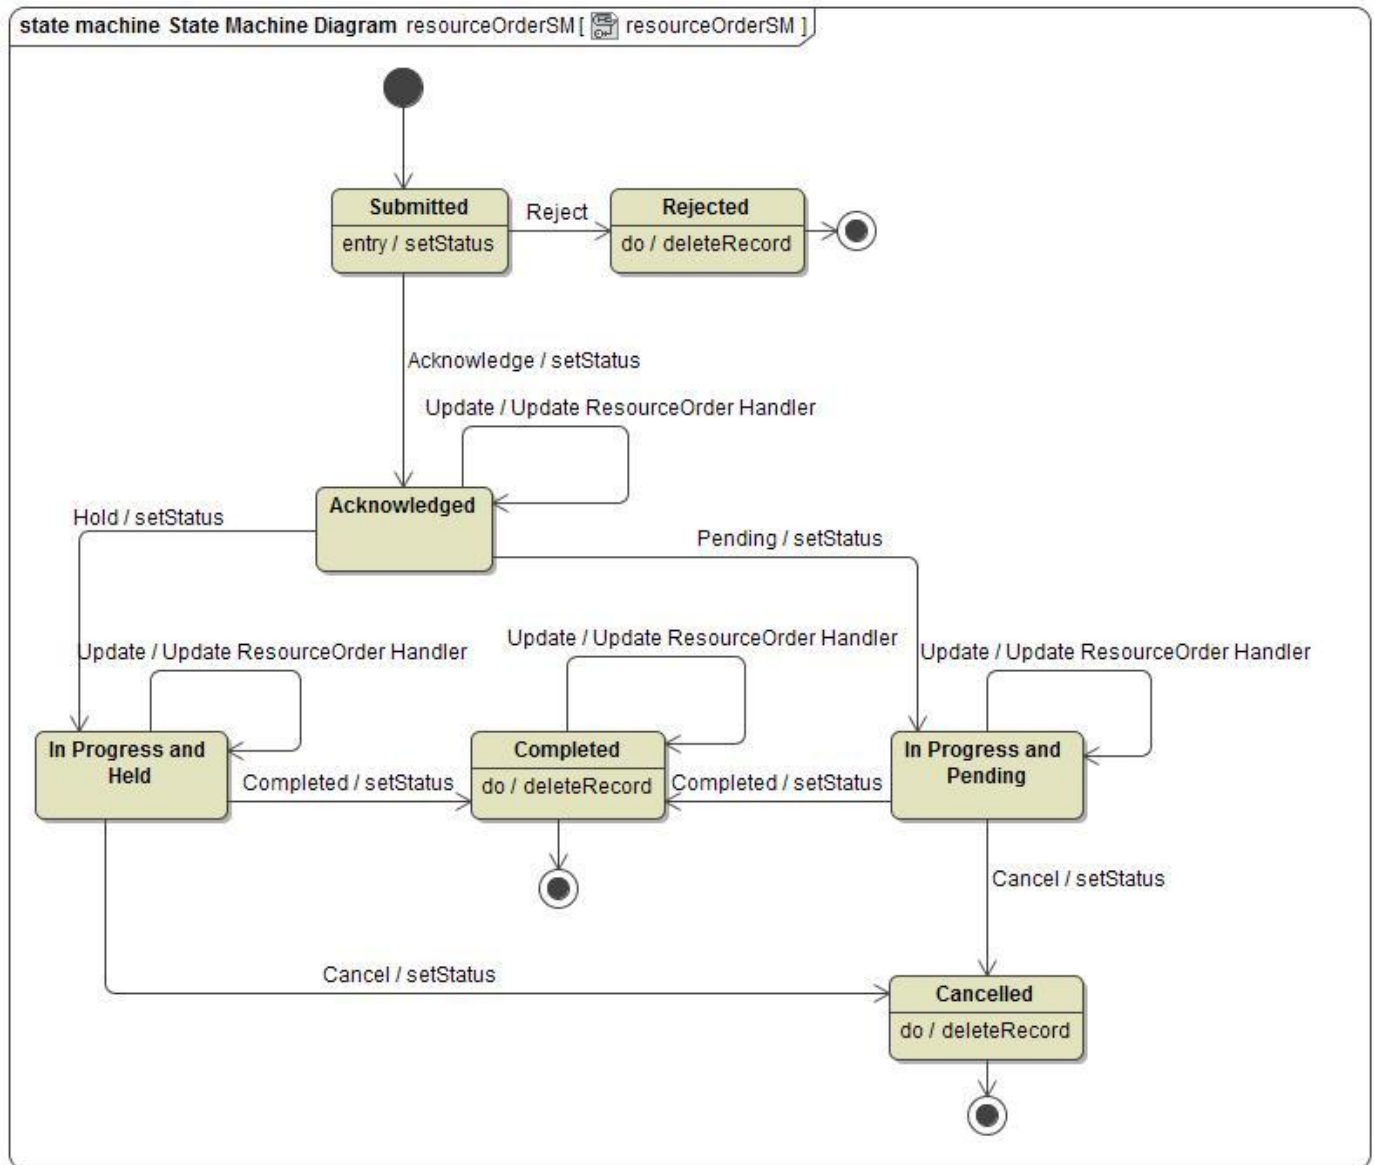 state machine State Machine Diagram resourceOrderSM [ resourceOrderSM ]
Submitted
entry / setStatus
Reject
Rejected
do / deleteRecord
Acknowledge / setStatus
Update / Update ResourceOrder Handler
Acknowledged
Hold / setStatus
Pending / setStatus
Update / Update ResourceOrder Handler
Update / Update ResourceOrder Handler
Update / Update ResourceOrder Handler
In Progress and
Held
Completed / setStatus
Completed
do / deleteRecord
Completed / setStatus
In Progress and
Pending
Cancel / setStatus
Cancel / setStatus
Cancelled
do / deleteRecord